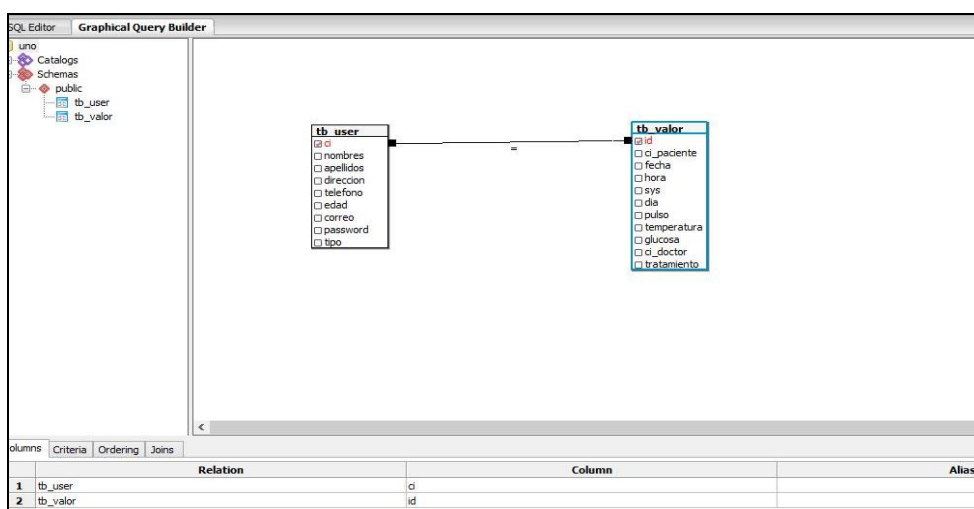 SQL Editor Graphical Query Builder
uno
Catalogs
Schemas
public
tb_user
tb_valor
tb_user
ci
nombres
apellidos
direccion
telefono
edad
correo
password
tipo
=
tb_valor
id
ci_paciente
fecha
hora
sys
dia
pulso
temperatura
glucosa
ci_doctor
tratamiento
olumns Criteria Ordering Joins
Relation Column Alias
1 tb_user ci
2 tb_valor id